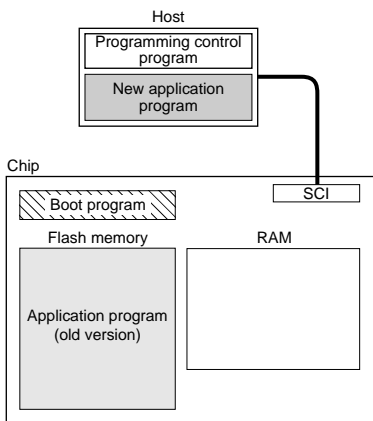 Host
Programming control
program
New application
program
Chip
SCI
Boot program
Flash memory
RAM
Application program
(old version)